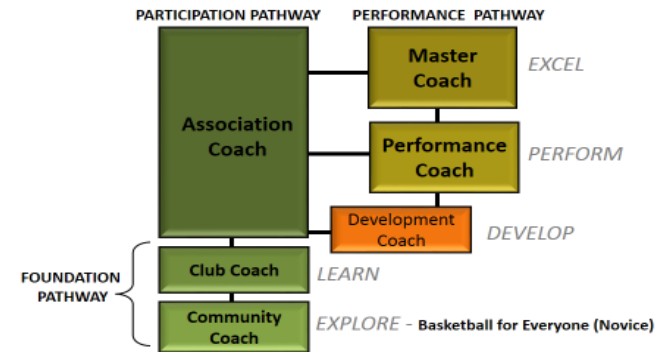 PARTICIPATION PATHWAY
PERFORMANCE PATHWAY
Master
Coach
EXCEL
Association
Coach
Performance
Coach
PERFORM
Development
Coach
DEVELOP
FOUNDATION
PATHWAY
Club Coach
LEARN
Community
Coach
EXPLORE - Basketball for Everyone (Novice)